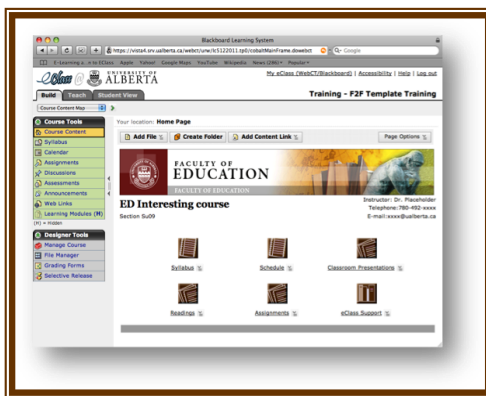 Blackboard Learning System
https://vista4.srv.ualberta.ca/webct/urw/lc5122011.tp0/cobaltMainFrame.dowebct
Google
E-Learning a...n to EClass Apple Yahoo! Google Maps YouTube Wikipedia News (286) Popular
eClass @ UNIVERSITY OF ALBERTA
My eClass (WebCT/Blackboard) | Accessibility | Help | Log out
Build Teach Student View
Training - F2F Template Training
Course Content Map
Course Tools
Course Content
Syllabus
Calendar
Assignments
Discussions
Assessments
Announcements
Web Links
Learning Modules (H)
(H) = Hidden
Designer Tools
Manage Course
File Manager
Grading Forms
Selective Release
Your location: Home Page
Add File Create Folder Add Content Link Page Options
FACULTY OF
EDUCATION
FACULTY OF EDUCATION
ED Interesting course
Section Su09
Instructor: Dr. Placeholder
Telephone:780-492-xxxx
E-mail:xxxx@ualberta.ca
Syllabus Schedule Classroom Presentations
Readings Assignments eClass Support